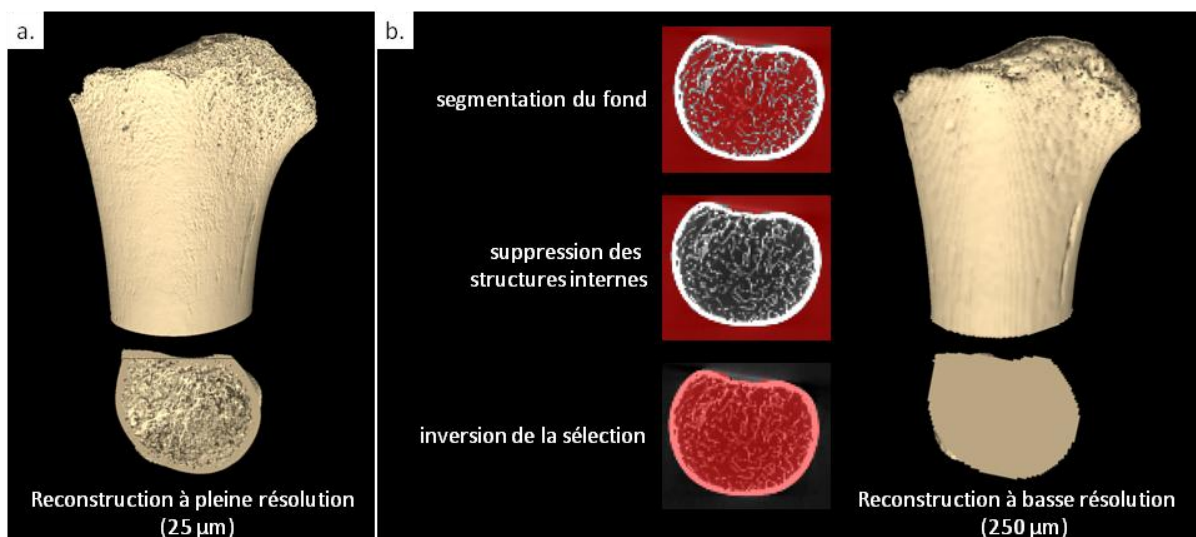 a.
Reconstruction à pleine résolution
(25 µm)
b.
segmentation du fond
suppression des
structures internes
inversion de la sélection
Reconstruction à basse résolution
(250 µm)